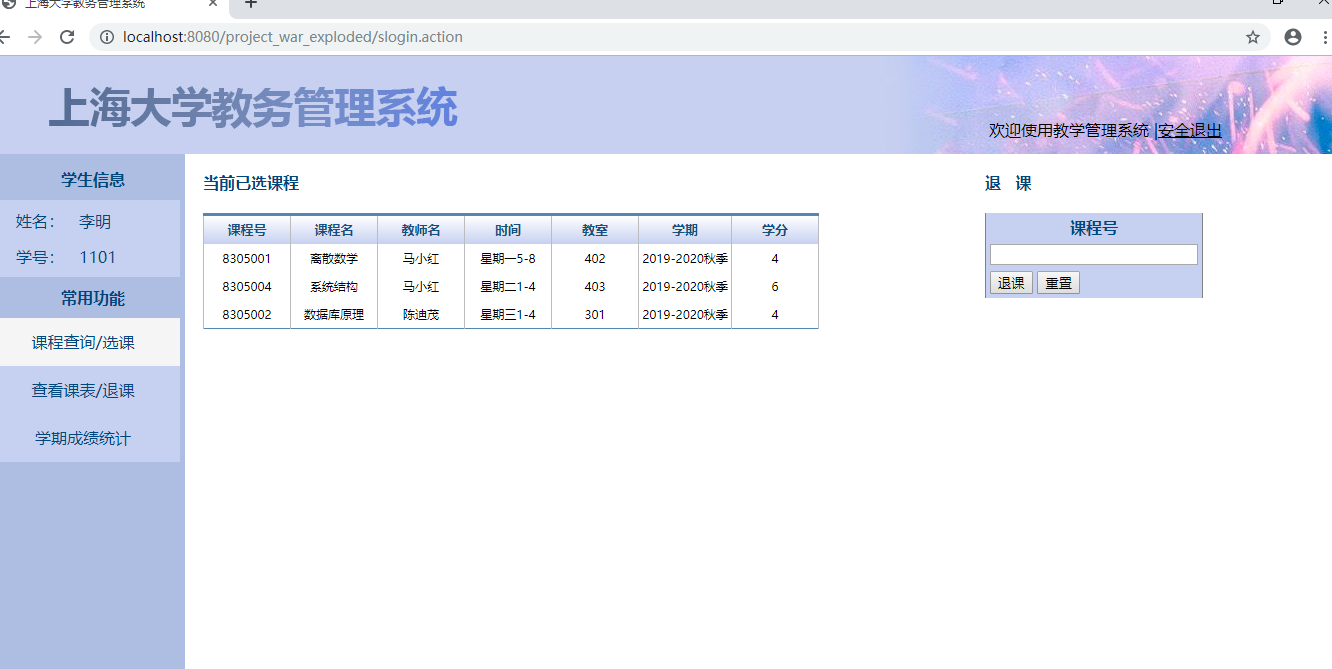 上海大学教务管理系统
localhost:8080/project_war_exploded/slogin.action
上海大学教务管理系统
欢迎使用教学管理系统 |安全退出
学生信息
姓名: 李明
学号: 1101
常用功能
课程查询/选课
查看课表/退课
学期成绩统计
当前已选课程
课程号 课程名 教师名 时间 教室 学期 学分
8305001 离散数学 马小红 星期一5-8 402 2019-2020秋季 4
8305004 系统结构 马小红 星期二1-4 403 2019-2020秋季 6
8305002 数据库原理 陈迪茂 星期三1-4 301 2019-2020秋季 4
退 课
课程号
退课 重置